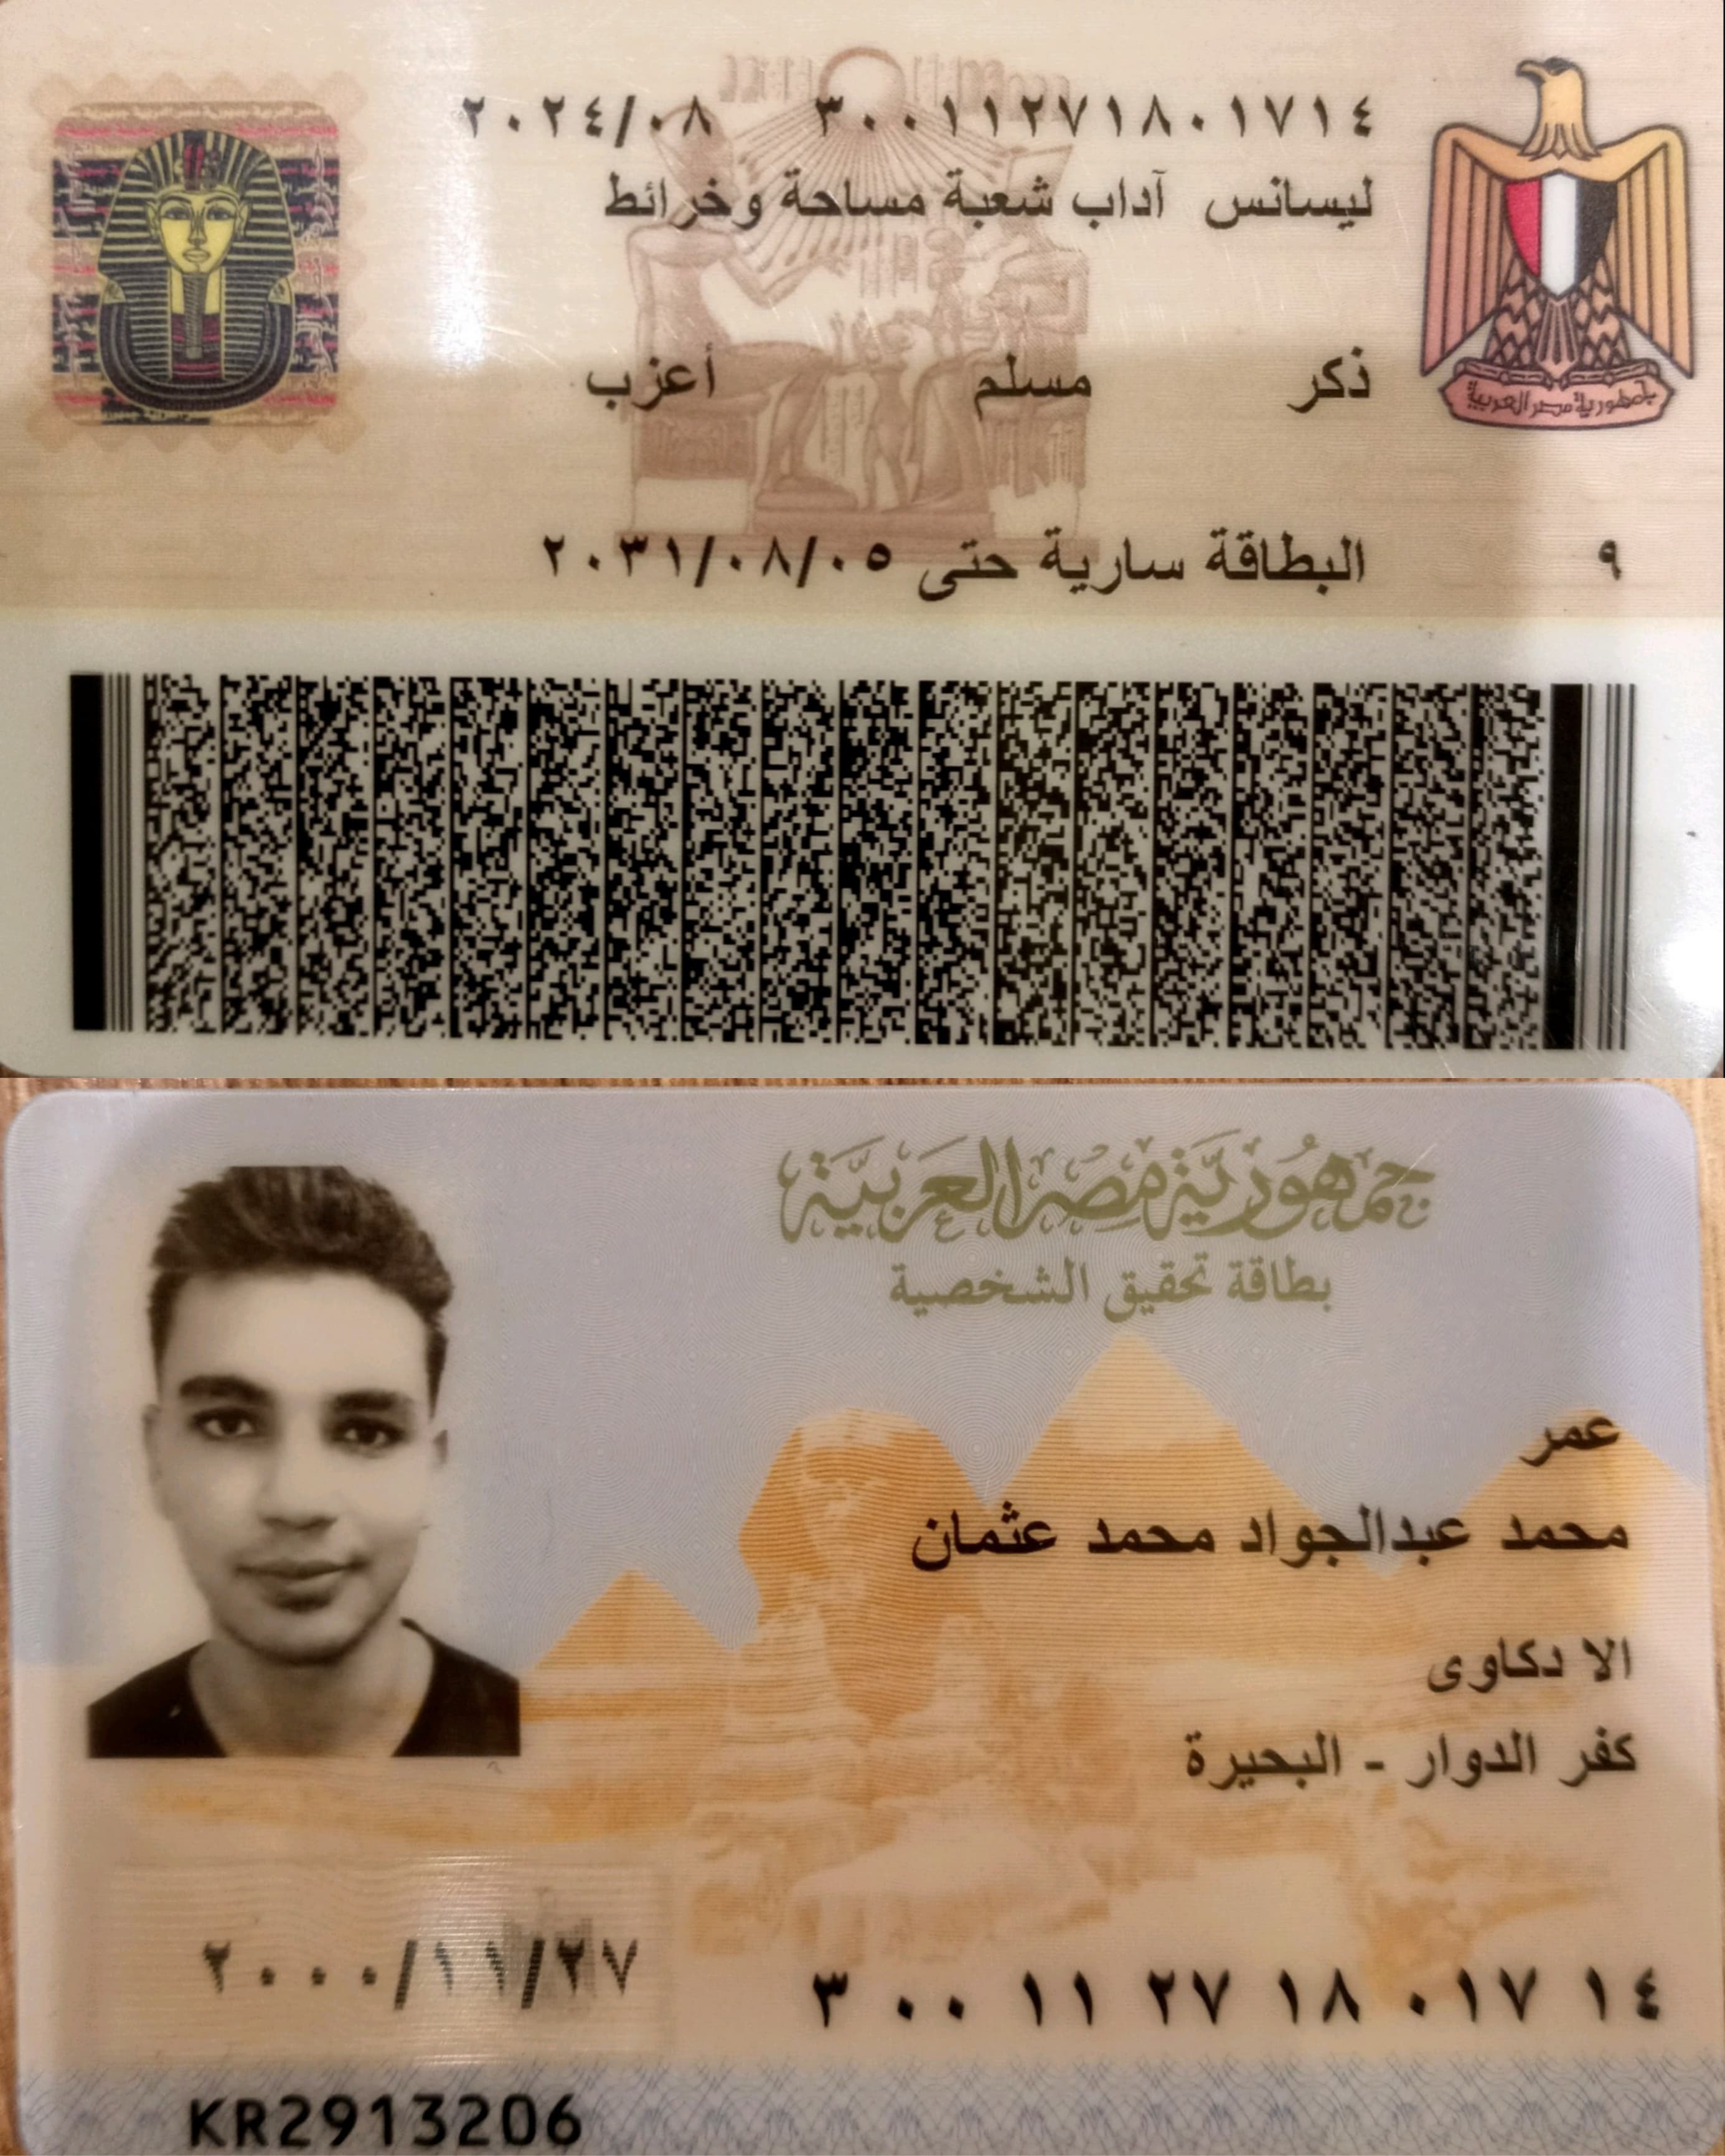 ٢٠٢٤/٠٨ ٣٠٠١١٢٧١٨٠١٧١٤
ليسانس آداب شعبة مساحة وخرائط
ذكر مسلم أعزب
جمهورية مصر العربية
٩ البطاقة سارية حتى ٢٠٣١/٠٨/٠٥
جمهورية مصر العربية
بطاقة تحقيق الشخصية
عمر
محمد عبدالجواد محمد عثمان
الا دكاوى
كفر الدوار - البحيرة
٢٠٠٠/١١/٢٧
٣ ٠٠ ١١ ٢٧ ١٨ ٠١٧ ١٤
KR2913206